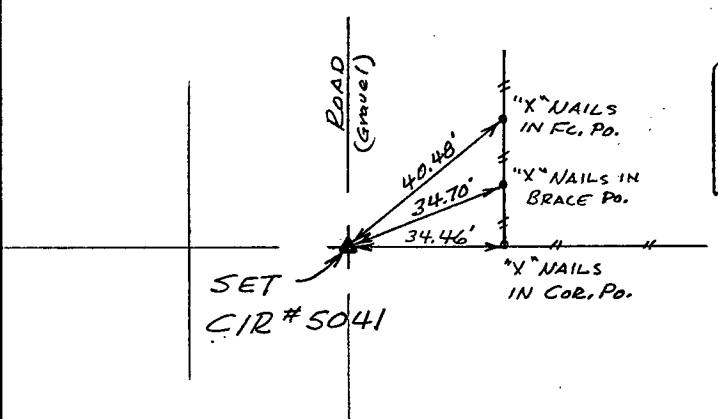 ROAD
(Gravel)
"X" NAILS
IN FC. PO.
40.48'
"X" NAILS IN
BRACE PO.
34.70'
34.46'
"X" NAILS
IN COR. PO.
SET
CIR #5041